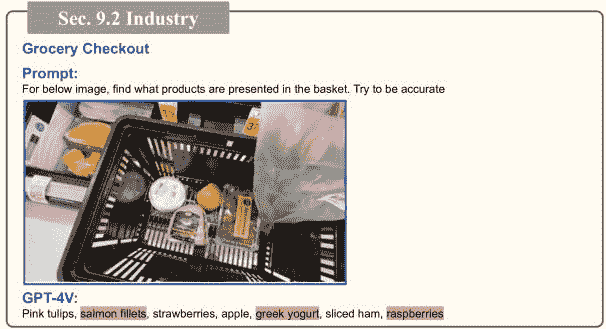 Sec. 9.2 Industry
Grocery Checkout
Prompt:
For below image, find what products are presented in the basket. Try to be accurate
GPT-4V:
Pink tulips, salmon fillets, strawberries, apple, greek yogurt, sliced ham, raspberries